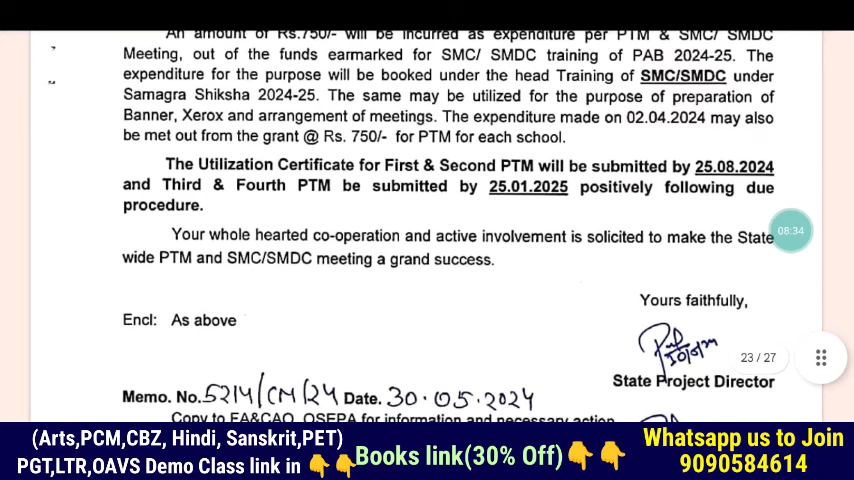 An amount of Rs.750/- will be incurred as expenditure per PTM & SMC/ SMDC
Meeting, out of the funds earmarked for SMC/ SMDC training of PAB 2024-25. The
expenditure for the purpose will be booked under the head Training of SMC/SMDC under
Samagra Shiksha 2024-25. The same may be utilized for the purpose of preparation of
Banner, Xerox and arrangement of meetings. The expenditure made on 02.04.2024 may also
be met out from the grant @ Rs. 750/- for PTM for each school.
The Utilization Certificate for First & Second PTM will be submitted by 25.08.2024
and Third & Fourth PTM be submitted by 25.01.2025 positively following due
procedure.
08:34
Your whole hearted co-operation and active involvement is solicited to make the State
wide PTM and SMC/SMDC meeting a grand success.
Yours faithfully,
Encl: As above
23 / 27
State Project Director
Memo. No. 5214/CM/24 Date. 30.05.2024
Copy to FA&CAO, OSEPA for information and necessary action
(Arts,PCM,CBZ, Hindi, Sanskrit,PET)
PGT,LTR,OAVS Demo Class link in 👇👇
Books link(30% Off)👇👇
Whatsapp us to Join
9090584614